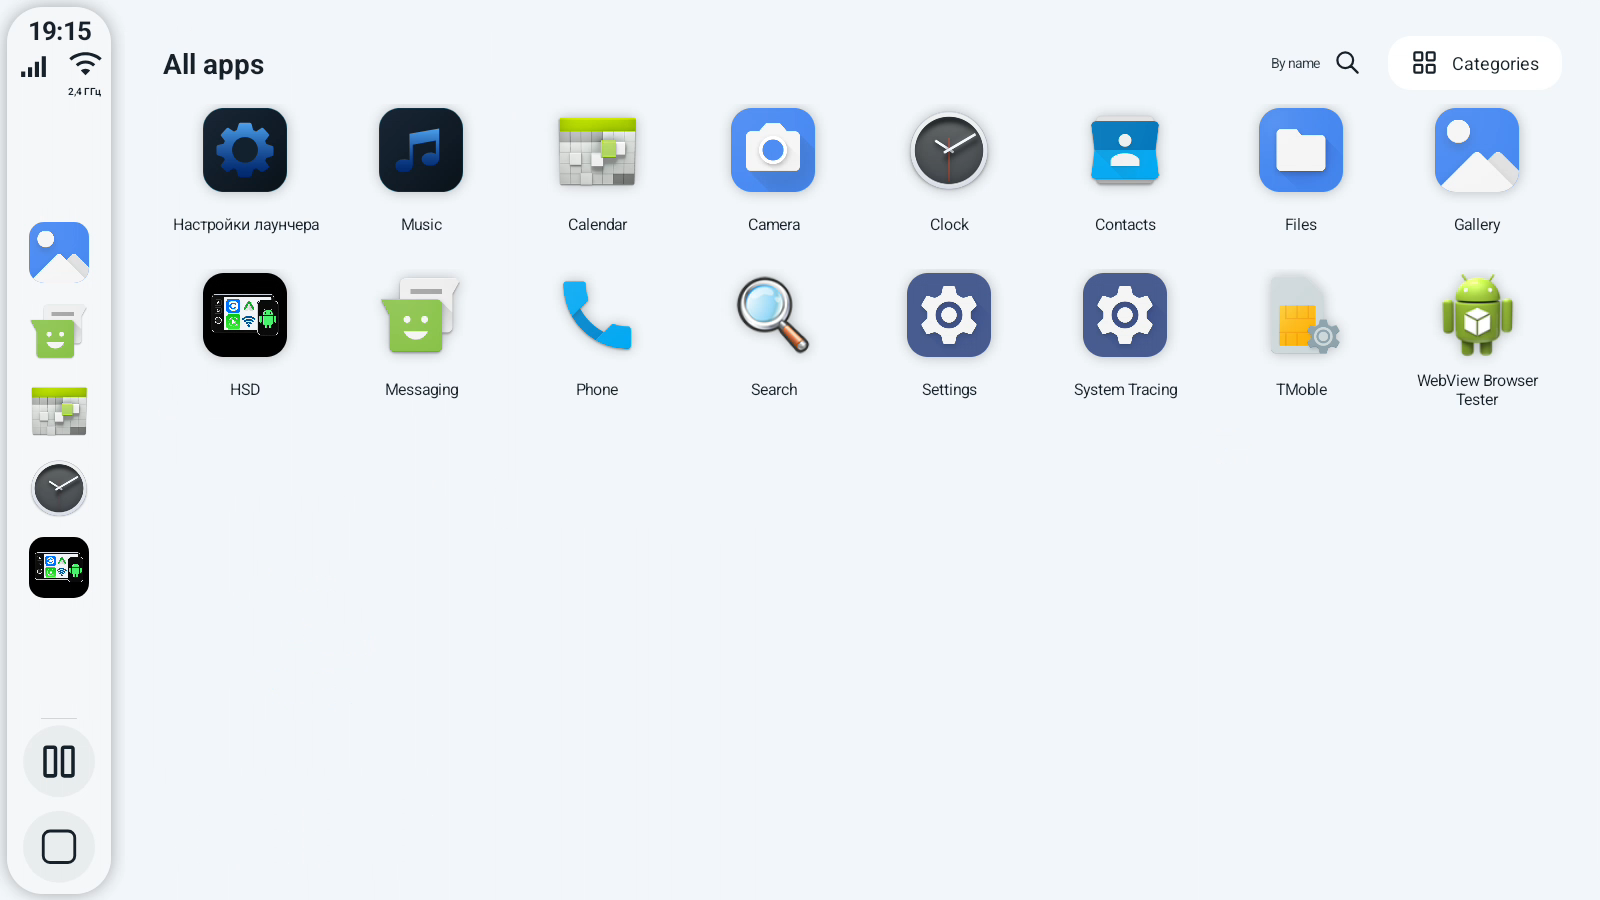 19:15
2,4 ГГц
All apps
By name
Categories
Настройки лаунчера
Music
Calendar
Camera
Clock
Contacts
Files
Gallery
HSD
Messaging
Phone
Search
Settings
System Tracing
TMoble
WebView Browser
Tester